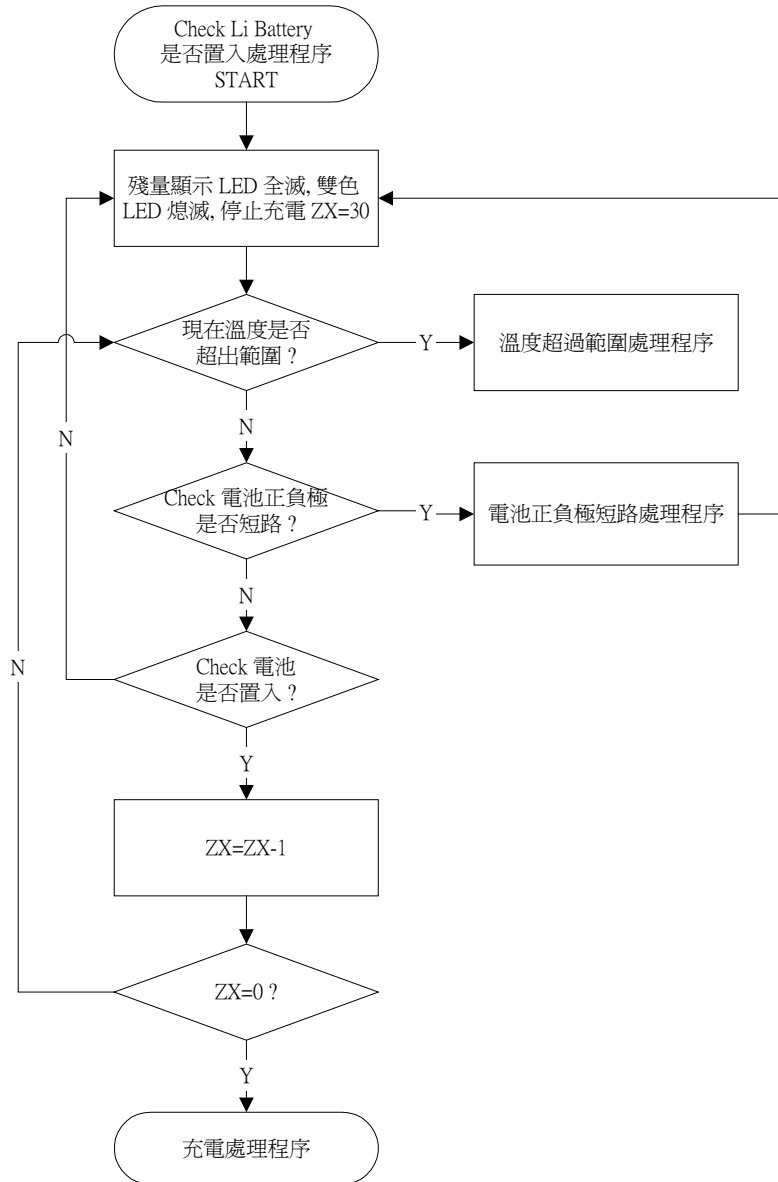 Check Li Battery
是否置入處理程序
START
殘量顯示 LED 全滅, 雙色
LED 熄滅, 停止充電 ZX=30
現在溫度是否
超出範圍 ?
Y
溫度超過範圍處理程序
N
N
Check 電池正負極
是否短路 ?
Y
電池正負極短路處理程序
N
N
Check 電池
是否置入 ?
Y
ZX=ZX-1
ZX=0 ?
Y
充電處理程序